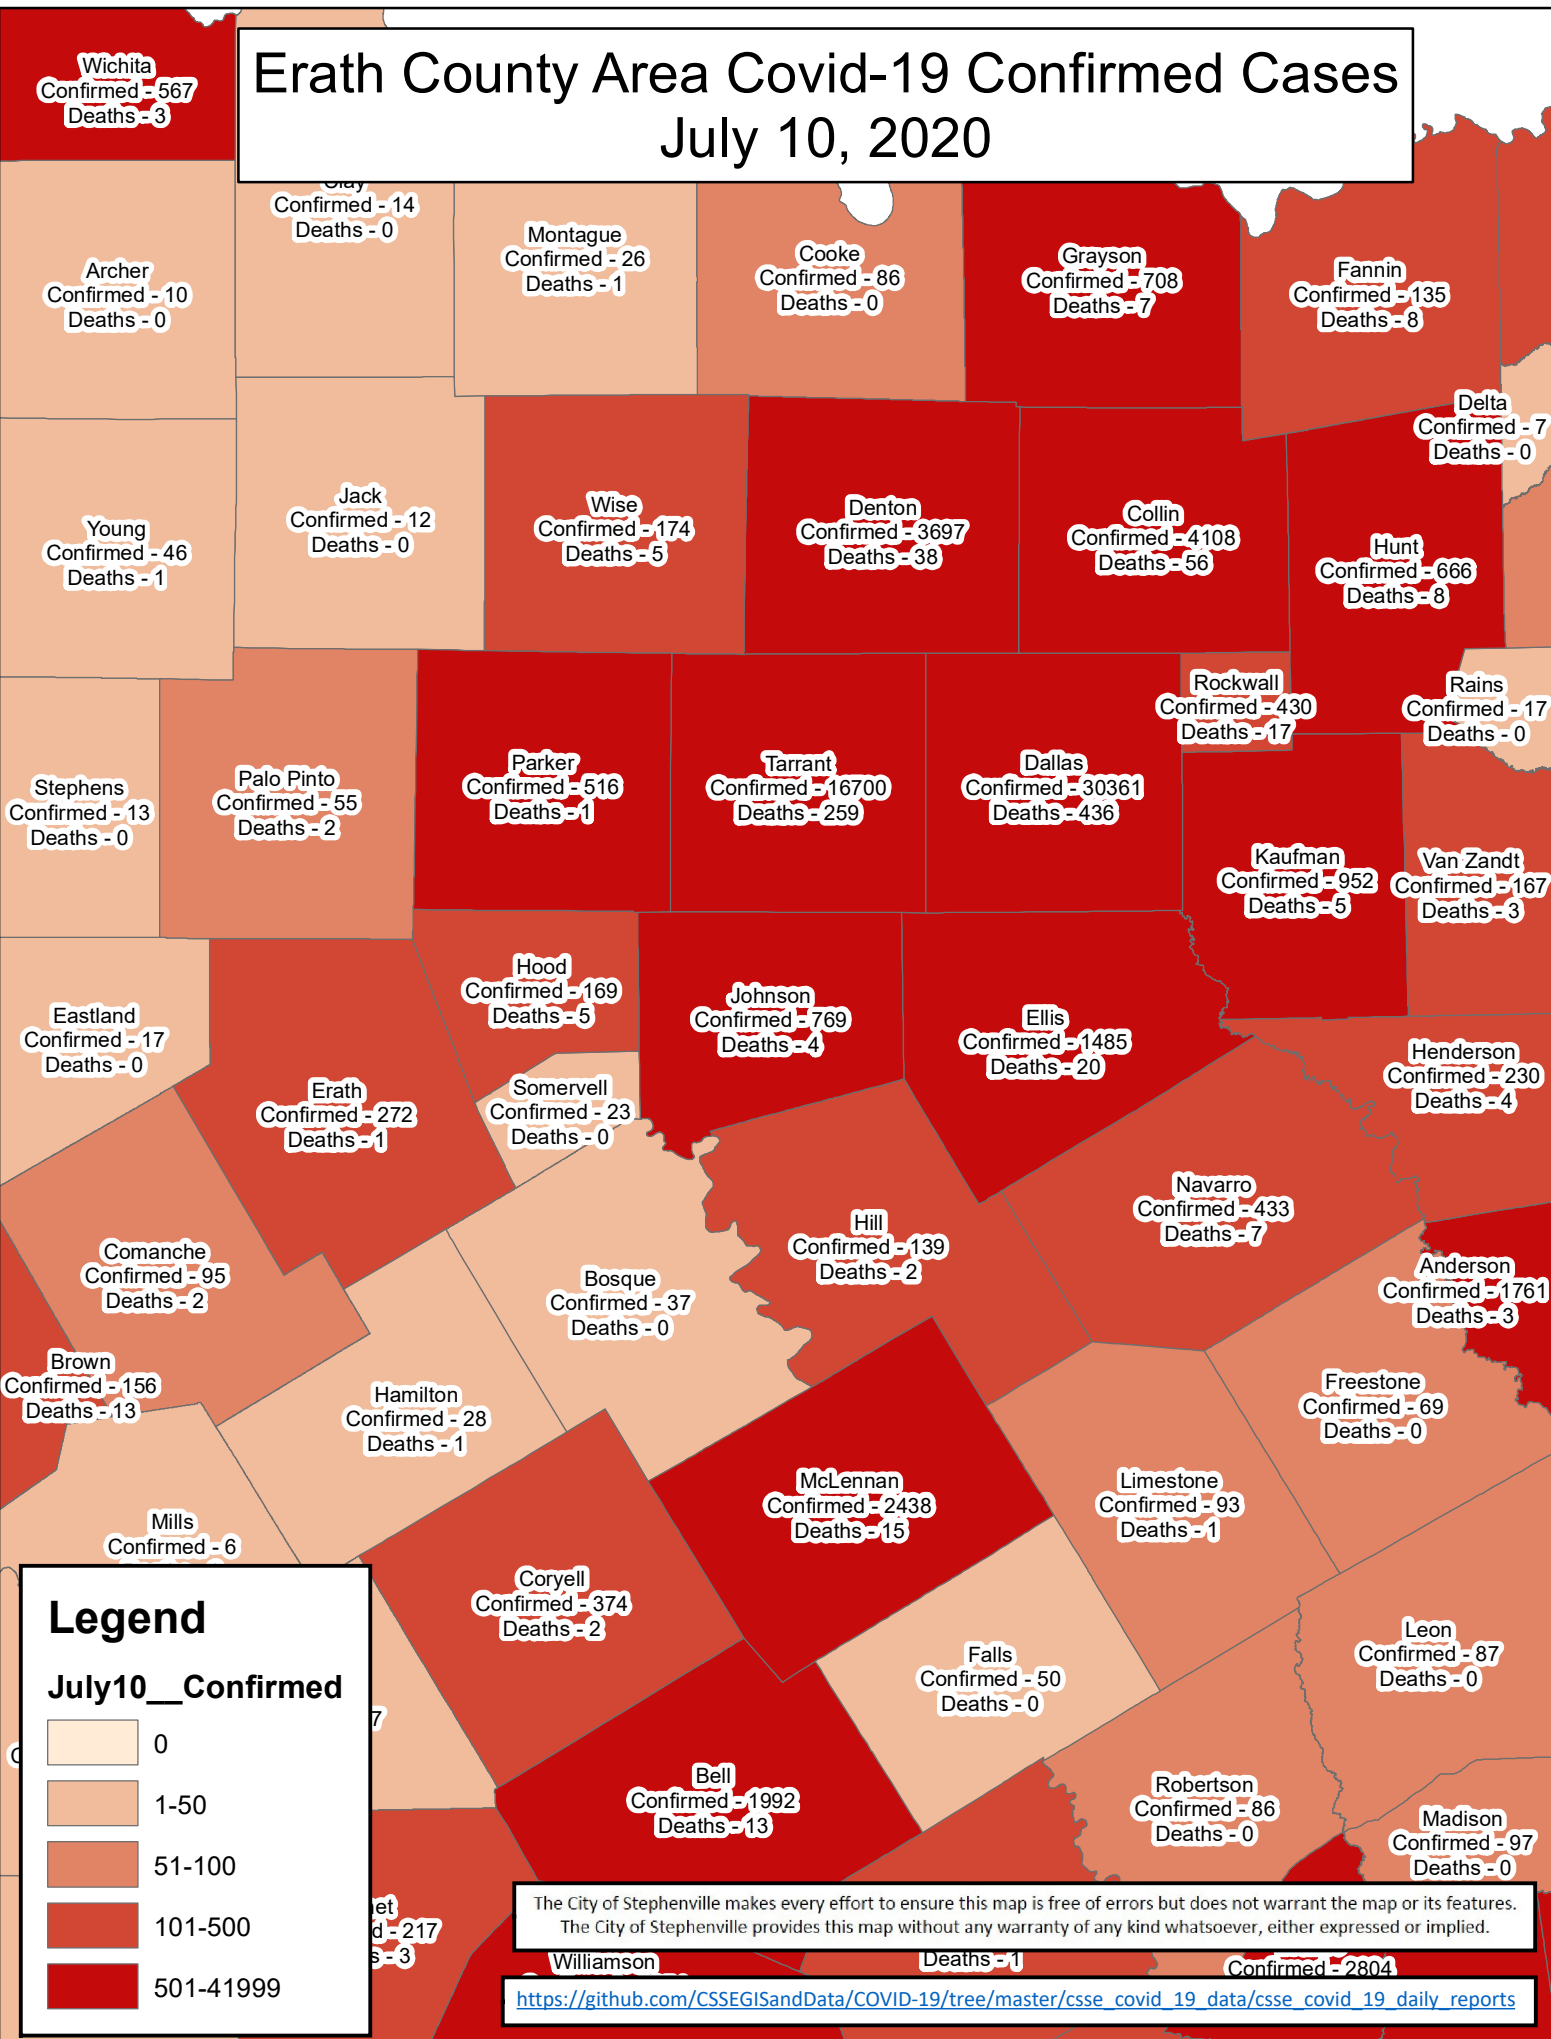 Erath County Area Covid-19 Confirmed Cases
July 10, 2020
Wichita
Confirmed - 567
Deaths - 3
Clay
Confirmed - 14
Deaths - 0
Montague
Confirmed - 26
Deaths - 1
Cooke
Confirmed - 86
Deaths - 0
Grayson
Confirmed - 708
Deaths - 7
Fannin
Confirmed - 135
Deaths - 8
Archer
Confirmed - 10
Deaths - 0
Delta
Confirmed - 7
Deaths - 0
Young
Confirmed - 46
Deaths - 1
Jack
Confirmed - 12
Deaths - 0
Wise
Confirmed - 174
Deaths - 5
Denton
Confirmed - 3697
Deaths - 38
Collin
Confirmed - 4108
Deaths - 56
Hunt
Confirmed - 666
Deaths - 8
Rockwall
Confirmed - 430
Deaths - 17
Rains
Confirmed - 17
Deaths - 0
Stephens
Confirmed - 13
Deaths - 0
Palo Pinto
Confirmed - 55
Deaths - 2
Parker
Confirmed - 516
Deaths - 1
Tarrant
Confirmed - 16700
Deaths - 259
Dallas
Confirmed - 30361
Deaths - 436
Kaufman
Confirmed - 952
Deaths - 5
Van Zandt
Confirmed - 167
Deaths - 3
Eastland
Confirmed - 17
Deaths - 0
Hood
Confirmed - 169
Deaths - 5
Johnson
Confirmed - 769
Deaths - 4
Ellis
Confirmed - 1485
Deaths - 20
Henderson
Confirmed - 230
Deaths - 4
Erath
Confirmed - 272
Deaths - 1
Somervell
Confirmed - 23
Deaths - 0
Navarro
Confirmed - 433
Deaths - 7
Hill
Confirmed - 139
Deaths - 2
Comanche
Confirmed - 95
Deaths - 2
Bosque
Confirmed - 37
Deaths - 0
Anderson
Confirmed - 1761
Deaths - 3
Brown
Confirmed - 156
Deaths - 13
Hamilton
Confirmed - 28
Deaths - 1
Freestone
Confirmed - 69
Deaths - 0
McLennan
Confirmed - 2438
Deaths - 15
Limestone
Confirmed - 93
Deaths - 1
Mills
Confirmed - 6
Coryell
Confirmed - 374
Deaths - 2
Falls
Confirmed - 50
Deaths - 0
Leon
Confirmed - 87
Deaths - 0
Bell
Confirmed - 1992
Deaths - 13
Robertson
Confirmed - 86
Deaths - 0
Madison
Confirmed - 97
Deaths - 0
Legend
July10__Confirmed
0
1-50
51-100
101-500
501-41999
7
et
d - 217
s - 3
The City of Stephenville makes every effort to ensure this map is free of errors but does not warrant the map or its features.
The City of Stephenville provides this map without any warranty of any kind whatsoever, either expressed or implied.
Williamson
Deaths - 1
Confirmed - 2804
https://github.com/CSSEGISandData/COVID-19/tree/master/csse_covid_19_data/csse_covid_19_daily_reports